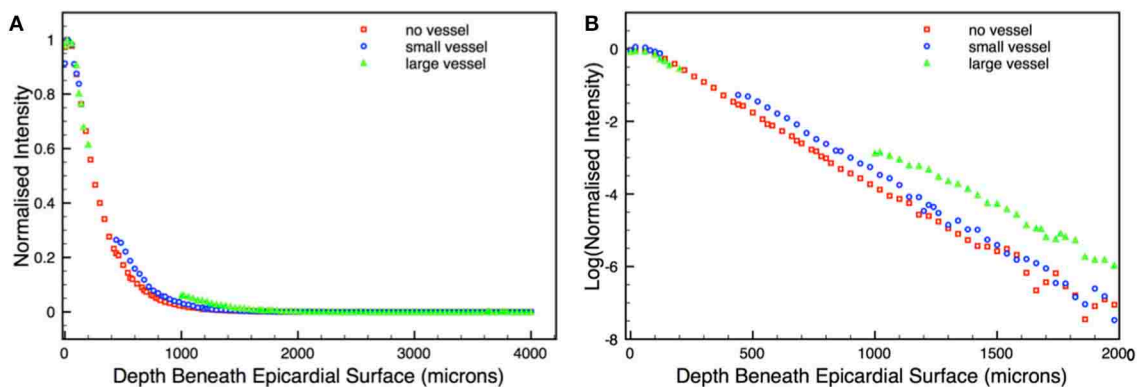 A
no vessel
small vessel
large vessel
Normalised Intensity
1
0.8
0.6
0.4
0.2
0
0
1000
2000
3000
4000
Depth Beneath Epicardial Surface (microns)
B
no vessel
small vessel
large vessel
Log(Normalised Intensity)
0
-2
-4
-6
-8
0
500
1000
1500
2000
Depth Beneath Epicardial Surface (microns)